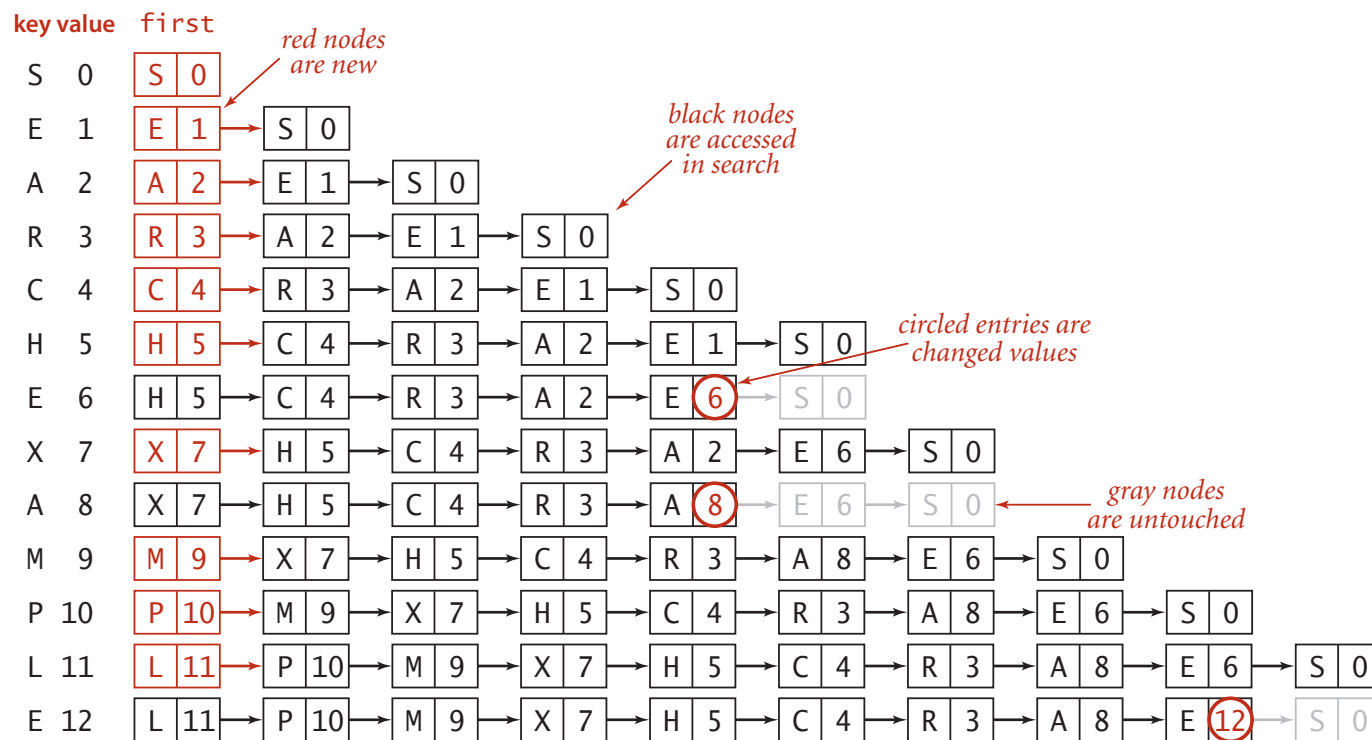 key value first
red nodes
are new
S 0 S 0
E 1 E 1 S 0
black nodes
are accessed
in search
A 2 A 2 E 1 S 0
R 3 R 3 A 2 E 1 S 0
C 4 C 4 R 3 A 2 E 1 S 0
circled entries are
changed values
H 5 H 5 C 4 R 3 A 2 E 1 S 0
E 6 H 5 C 4 R 3 A 2 E 6 S 0
X 7 X 7 H 5 C 4 R 3 A 2 E 6 S 0
A 8 X 7 H 5 C 4 R 3 A 8 E 6 S 0
gray nodes
are untouched
M 9 M 9 X 7 H 5 C 4 R 3 A 8 E 6 S 0
P 10 P 10 M 9 X 7 H 5 C 4 R 3 A 8 E 6 S 0
L 11 L 11 P 10 M 9 X 7 H 5 C 4 R 3 A 8 E 6 S 0
E 12 L 11 P 10 M 9 X 7 H 5 C 4 R 3 A 8 E 12 S 0